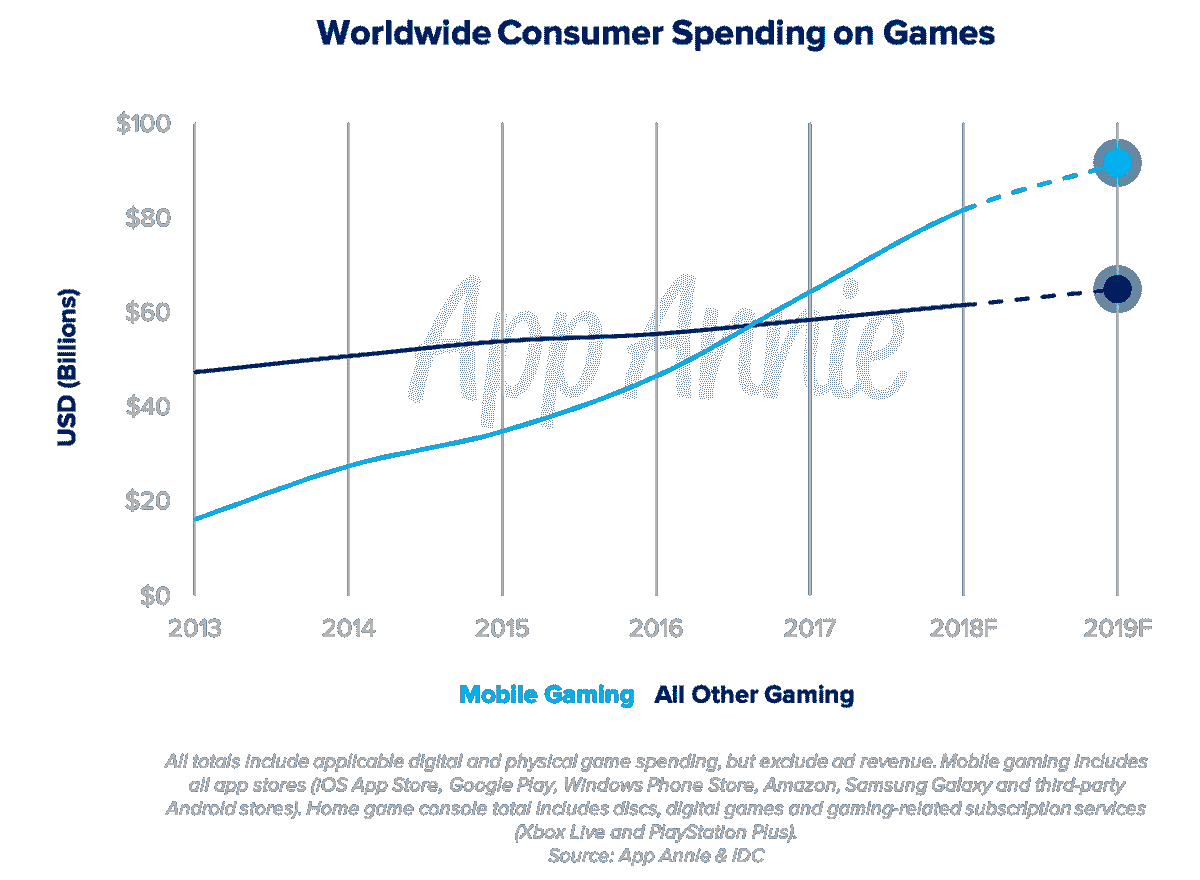 Worldwide Consumer Spending on Games
$100
$80
$60
$40
$20
$0
USD (Billions)
App Annie
2013 2014 2015 2016 2017 2018F 2019F
Mobile Gaming All Other Gaming
All totals include applicable digital and physical game spending, but exclude ad revenue. Mobile gaming includes
all app stores (iOS App Store, Google Play, Windows Phone Store, Amazon, Samsung Galaxy and third-party
Android stores). Home game console total includes discs, digital games and gaming-related subscription services
(Xbox Live and PlayStation Plus).
Source: App Annie & IDC